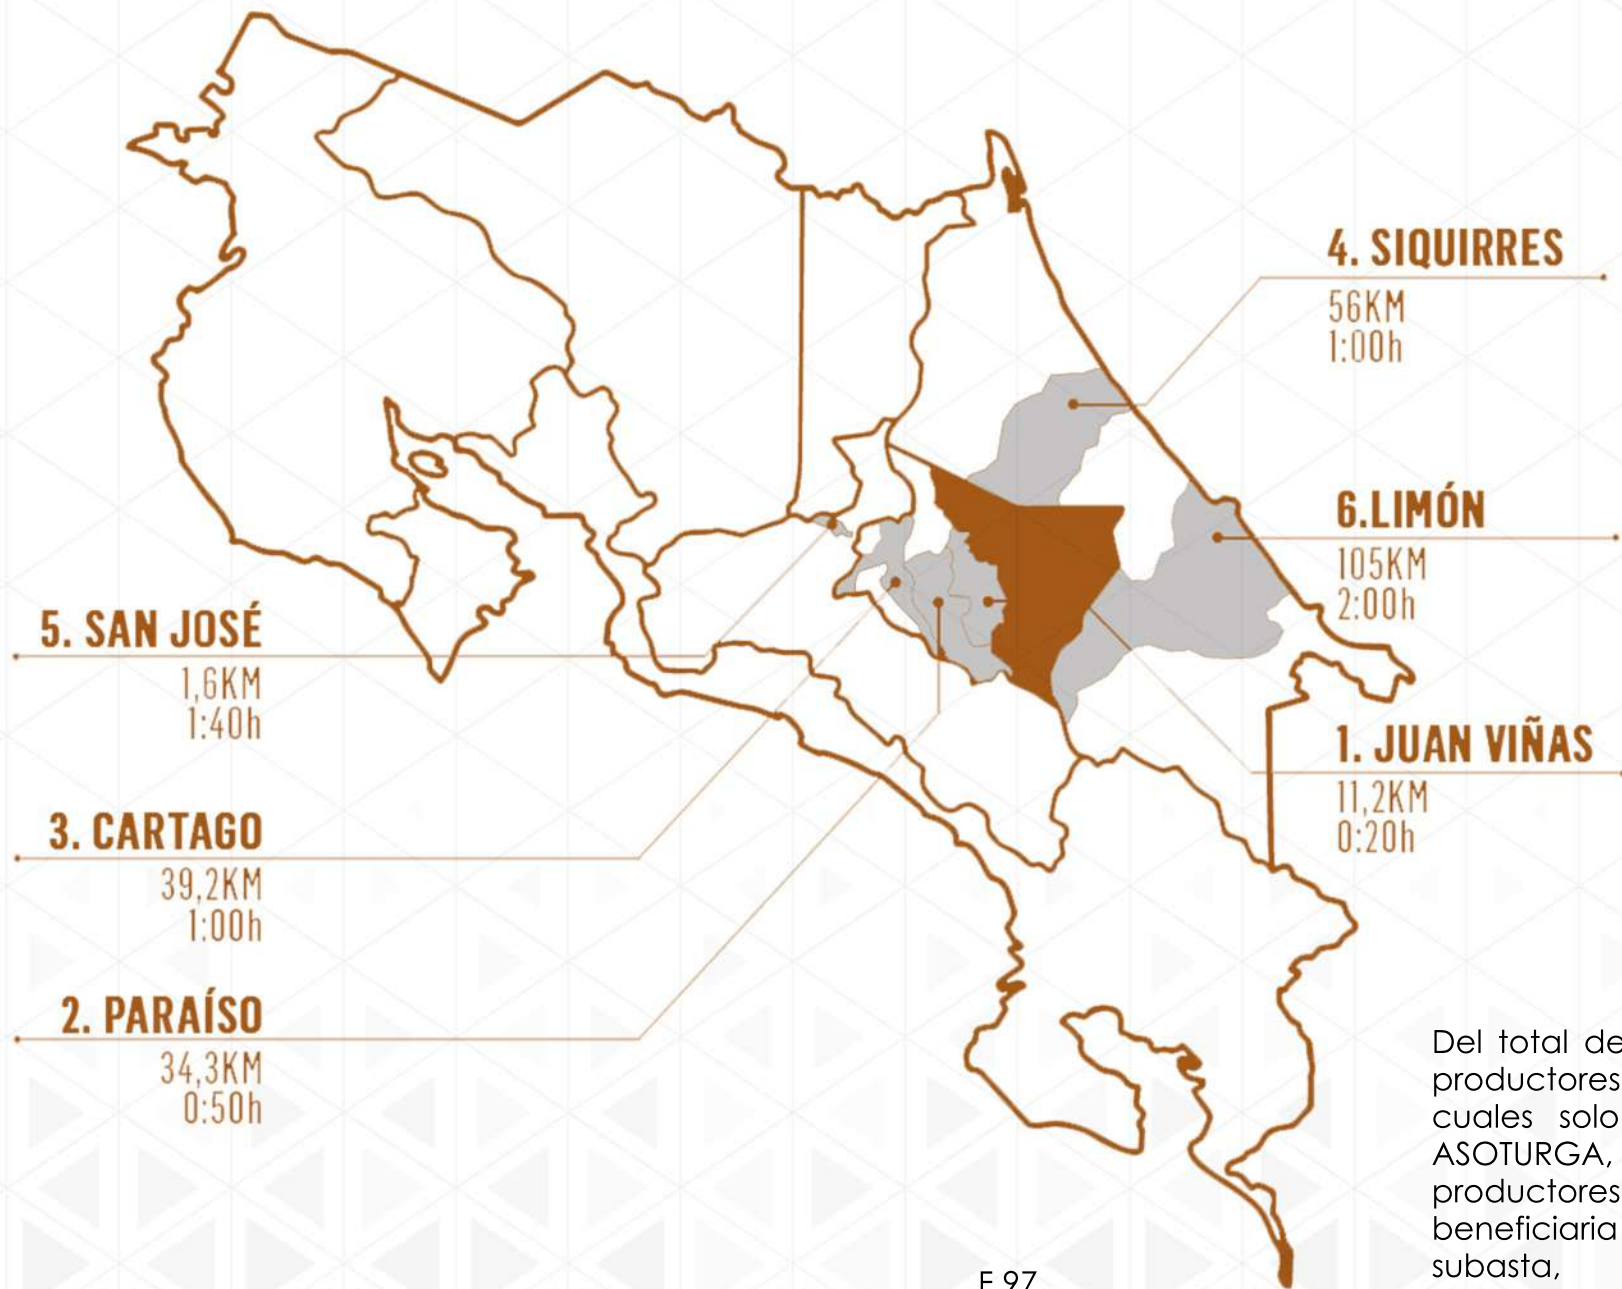 4. SIQUIRRES
56KM
1:00h
6.LIMÓN
105KM
2:00h
5. SAN JOSÉ
1,6KM
1:40h
1. JUAN VIÑAS
11,2KM
0:20h
3. CARTAGO
39,2KM
1:00h
2. PARAÍSO
34,3KM
0:50h
Del total de
productores
cuales solo
ASOTURGA,
productores
beneficiaria
subasta,
F 97